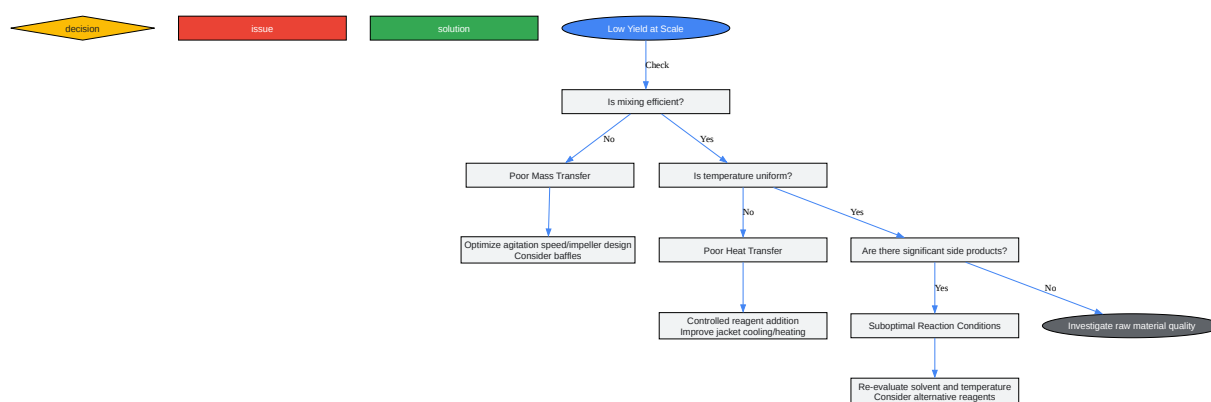 decision
issue
solution
Low Yield at Scale
Check
Is mixing efficient?
No
Yes
Poor Mass Transfer
Is temperature uniform?
No
Yes
Optimize agitation speed/impeller design
Consider baffles
Poor Heat Transfer
Are there significant side products?
Yes
No
Controlled reagent addition
Improve jacket cooling/heating
Suboptimal Reaction Conditions
Investigate raw material quality
Re-evaluate solvent and temperature
Consider alternative reagents